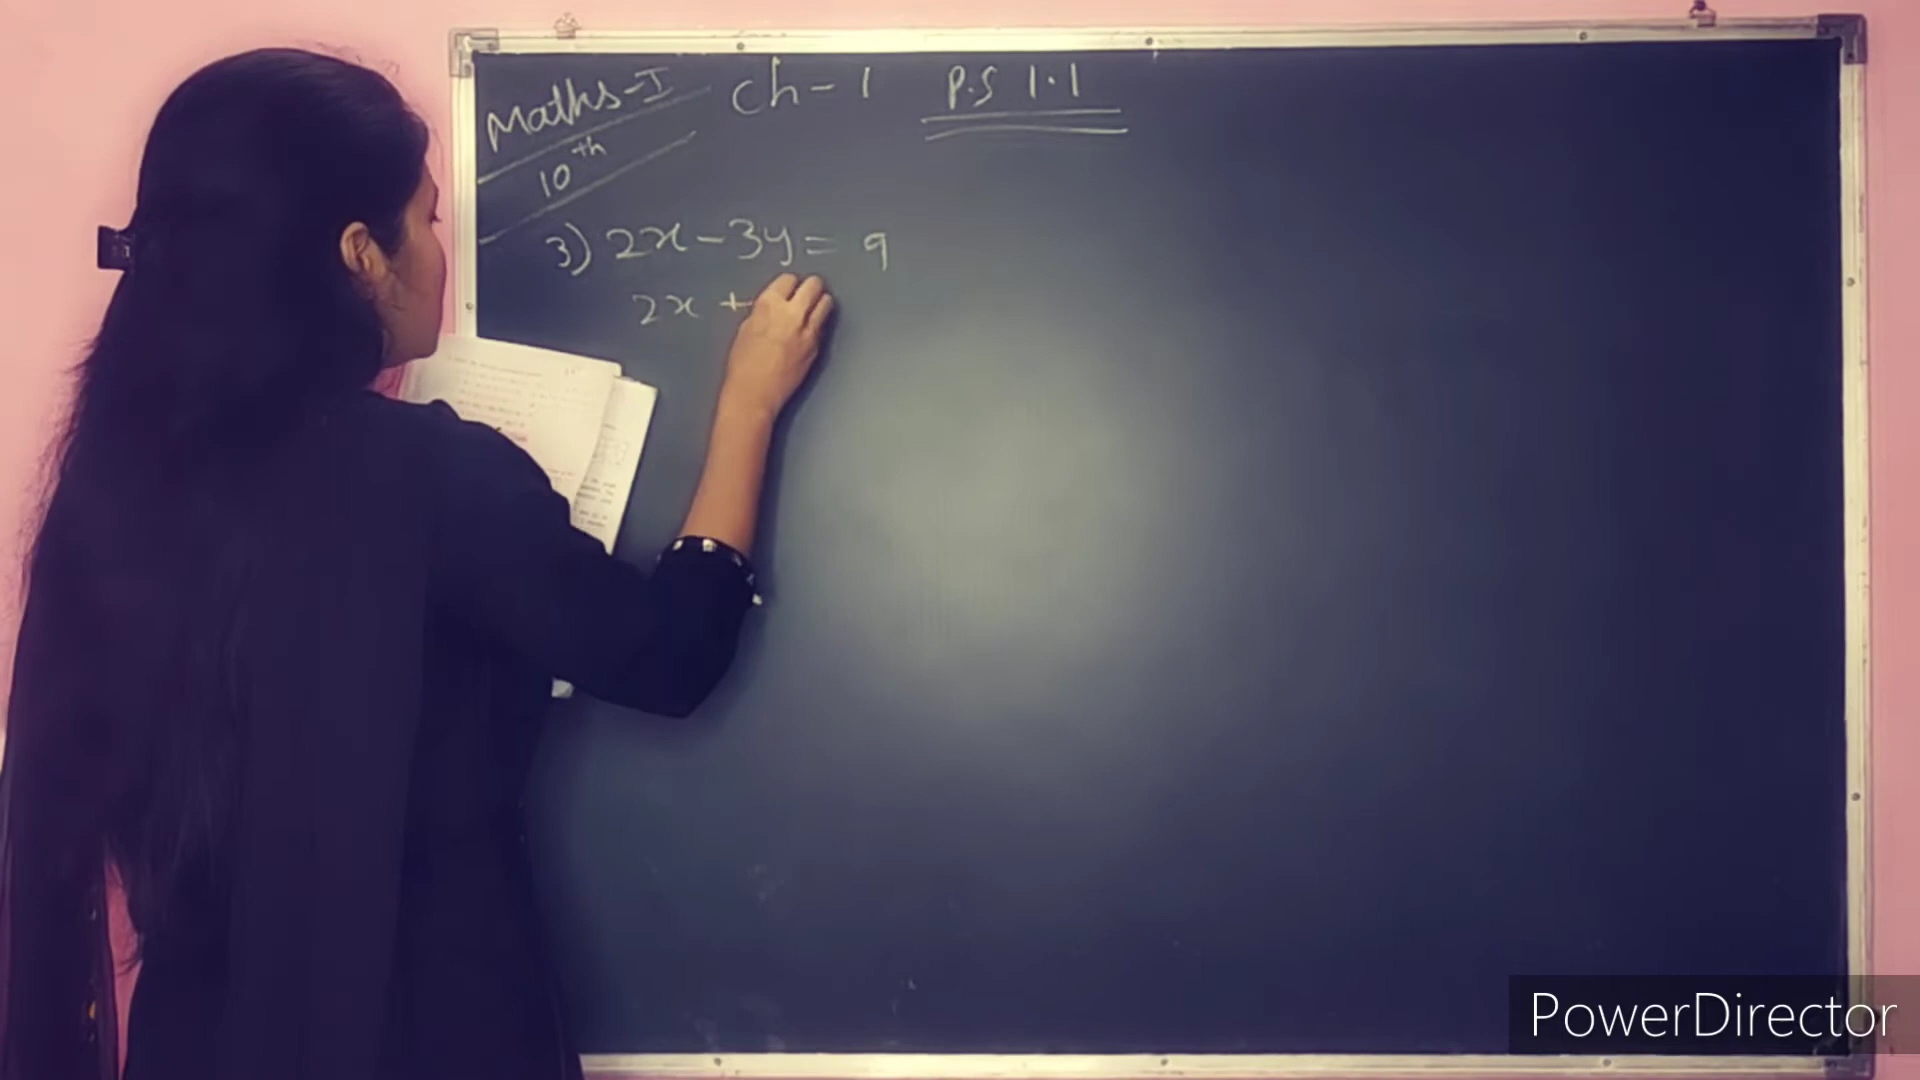 Maths-I Ch-1 P.S 1.1
10th
3) 2x-3y= 9
2x +
PowerDirector